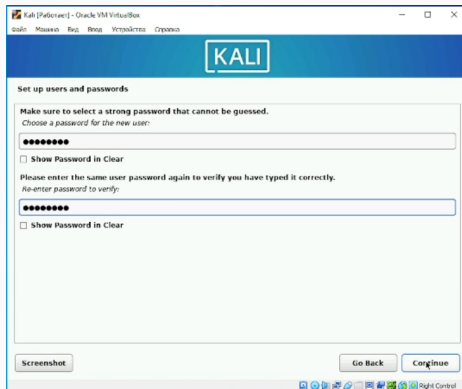 Kali [Работает] - Oracle VM VirtualBox
Файл Машина Вид Ввод Устройства Справка
KALI
Set up users and passwords
Make sure to select a strong password that cannot be guessed.
Choose a password for the new user:
●●●●●●●●
Show Password in Clear
Please enter the same user password again to verify you have typed it correctly.
Re-enter password to verify:
●●●●●●●●
Show Password in Clear
Screenshot Go Back Continue
Right Control